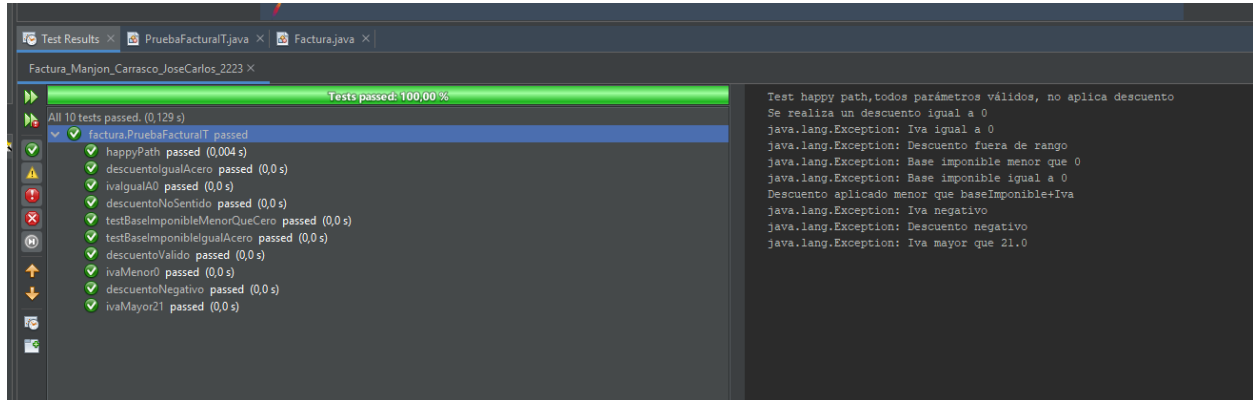 Test Results
PruebaFacturaIT.java
Factura.java
Factura_Manjon_Carrasco_JoseCarlos_2223
Tests passed: 100,00 %
All 10 tests passed. (0,129 s)
factura.PruebaFacturaIT passed
happyPath passed (0,004 s)
descuentoIgualAcero passed (0,0 s)
ivaIgualA0 passed (0,0 s)
descuentoNoSentido passed (0,0 s)
testBaseImponibleMenorQueCero passed (0,0 s)
testBaseImponibleIgualAcero passed (0,0 s)
descuentoValido passed (0,0 s)
ivaMenor0 passed (0,0 s)
descuentoNegativo passed (0,0 s)
ivaMayor21 passed (0,0 s)
Test happy path,todos parámetros válidos, no aplica descuento
Se realiza un descuento igual a 0
java.lang.Exception: Iva igual a 0
java.lang.Exception: Descuento fuera de rango
java.lang.Exception: Base imponible menor que 0
java.lang.Exception: Base imponible igual a 0
Descuento aplicado menor que baseImponible+Iva
java.lang.Exception: Iva negativo
java.lang.Exception: Descuento negativo
java.lang.Exception: Iva mayor que 21.0